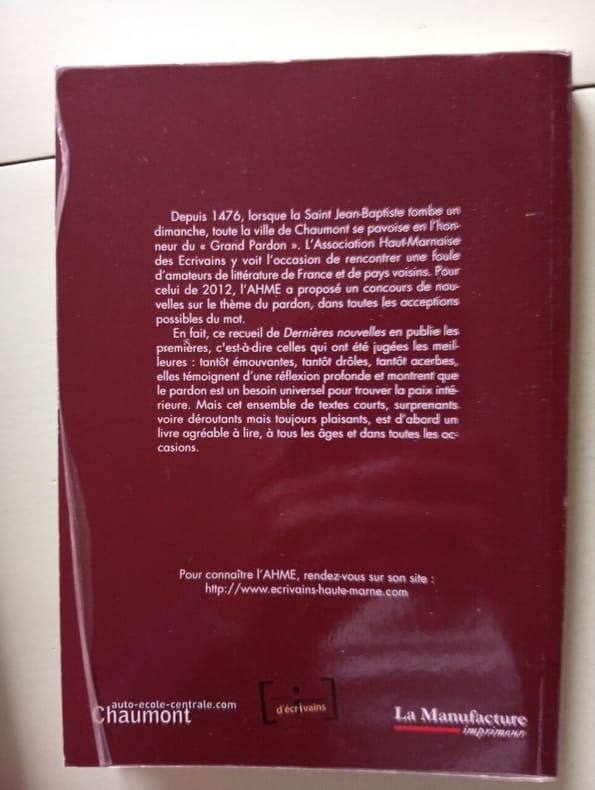 Depuis 1476, lorsque la Saint Jean-Baptiste tombe un
dimanche, toute la ville de Chaumont se pavoise en l'hon-
neur du « Grand Pardon ». L'Association Haut-Marnaise
des Ecrivains y voit l'occasion de rencontrer une foule
d'amateurs de littérature de France et de pays voisins. Pour
celui de 2012, l'AHME a proposé un concours de nou-
velles sur le thème du pardon, dans toutes les acceptions
possibles du mot.
En fait, ce recueil de Dernières nouvelles en publie les
premières, c'est-à-dire celles qui ont été jugées les meil-
leures : tantôt émouvantes, tantôt drôles, tantôt acerbes,
elles témoignent d'une réflexion profonde et montrent que
le pardon est un besoin universel pour trouver la paix inté-
rieure. Mais cet ensemble de textes courts, surprenants
voire déroutants mais toujours plaisants, est d'abord un
livre agréable à lire, à tous les âges et dans toutes les oc-
casions.
Pour connaître l'AHME, rendez-vous sur son site :
http://www.ecrivains-haute-marne.com
auto-ecole-centrale.com
Chaumont
d'écrivains
La Manufacture
imprimeur